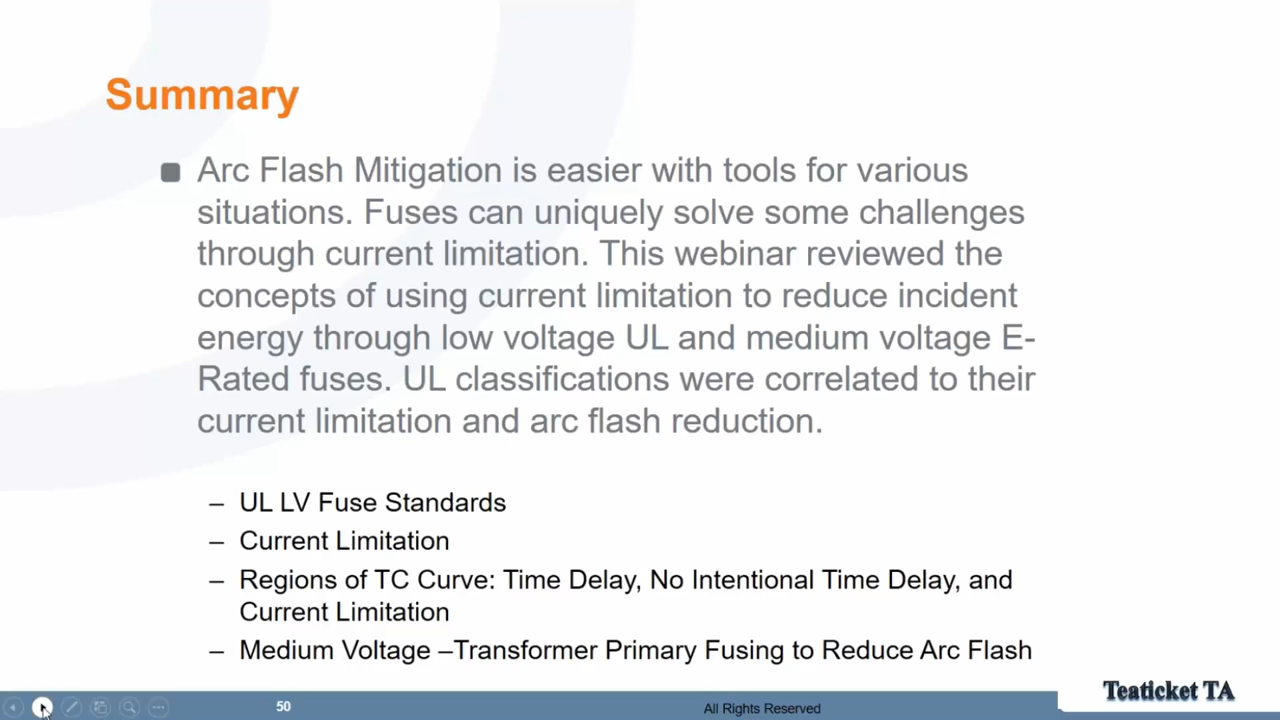 Summary
Arc Flash Mitigation is easier with tools for various
situations. Fuses can uniquely solve some challenges
through current limitation. This webinar reviewed the
concepts of using current limitation to reduce incident
energy through low voltage UL and medium voltage E-
Rated fuses. UL classifications were correlated to their
current limitation and arc flash reduction.
– UL LV Fuse Standards
– Current Limitation
– Regions of TC Curve: Time Delay, No Intentional Time Delay, and
Current Limitation
– Medium Voltage –Transformer Primary Fusing to Reduce Arc Flash
50
All Rights Reserved
Teaticket TA